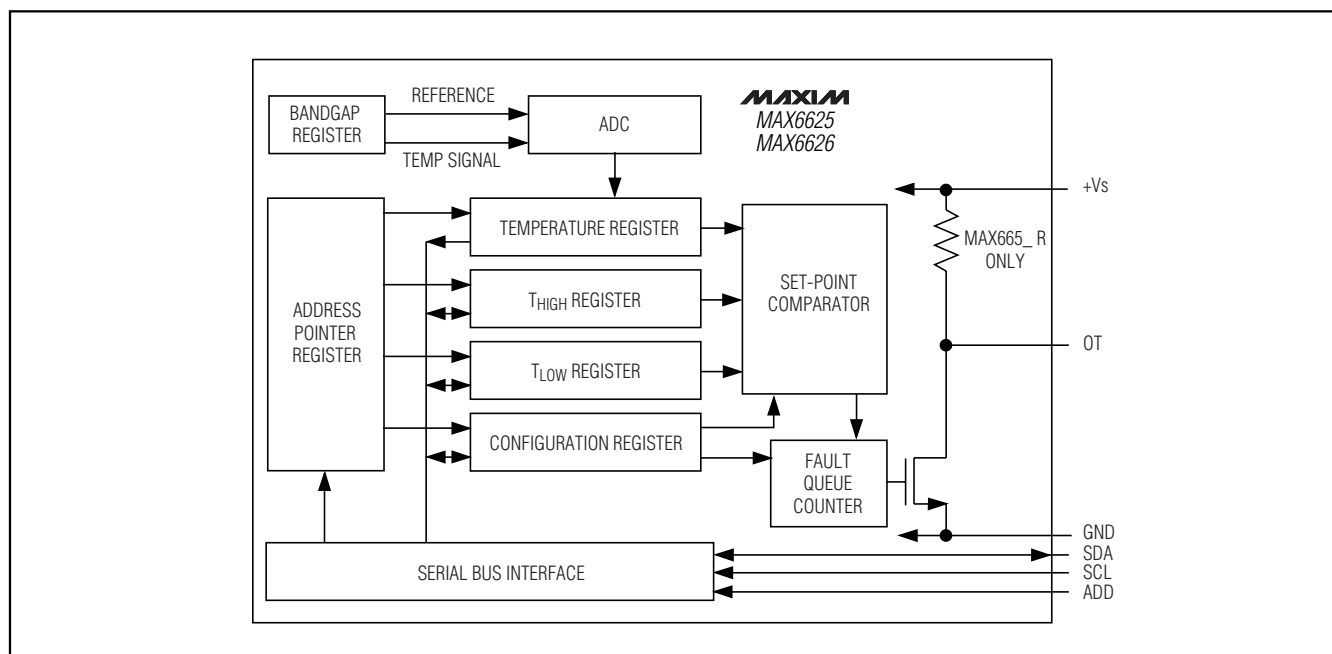 BANDGAP
REGISTER
REFERENCE
TEMP SIGNAL
ADC
MAXIM
MAX6625
MAX6626
ADDRESS
POINTER
REGISTER
TEMPERATURE REGISTER
THIGH REGISTER
TLOW REGISTER
CONFIGURATION REGISTER
SET-POINT
COMPARATOR
FAULT
QUEUE
COUNTER
+Vs
MAX665_ R
ONLY
OT
GND
SERIAL BUS INTERFACE
SDA
SCL
ADD